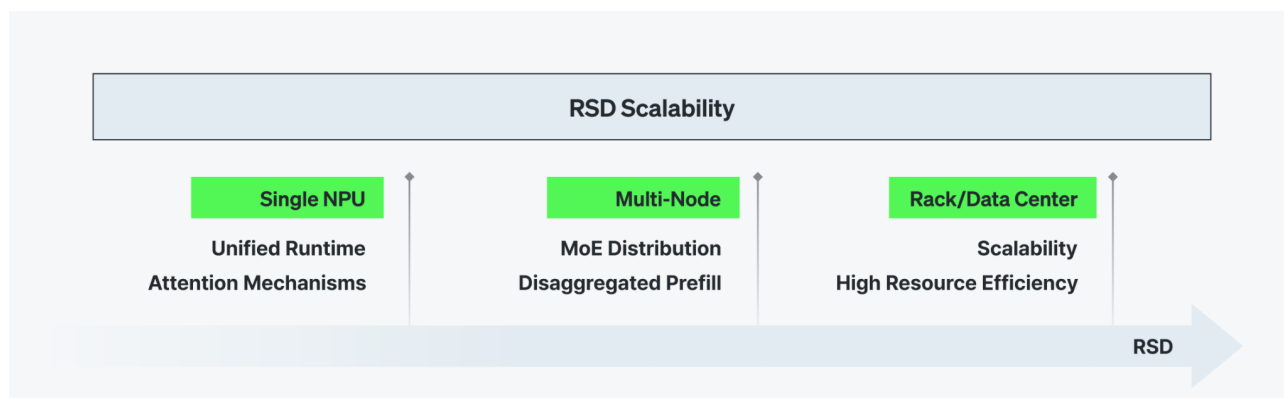 RSD Scalability
Single NPU
Unified Runtime
Attention Mechanisms
Multi-Node
MoE Distribution
Disaggregated Prefill
Rack/Data Center
Scalability
High Resource Efficiency
RSD